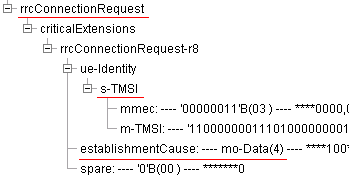 rrcConnectionRequest
criticalExtensions
rrcConnectionRequest-r8
ue-Identity
s-TMSI
mmec: ---- '00000011'B(03 ) ---- ****0000,0
m-TMSI: ---- '11000000011101000000001
establishmentCause: ---- mo-Data(4) ---- ****100*
spare: ---- '0'B(00 ) ---- *******0